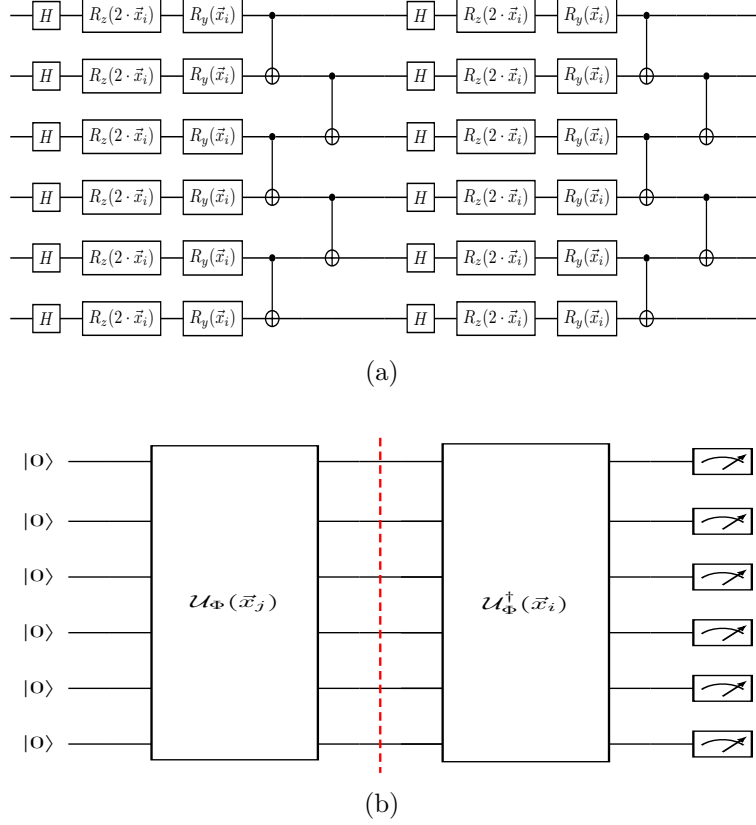 H R_z(2 · x⃗_i) R_y(x⃗_i) H R_z(2 · x⃗_i) R_y(x⃗_i)
H R_z(2 · x⃗_i) R_y(x⃗_i) H R_z(2 · x⃗_i) R_y(x⃗_i)
H R_z(2 · x⃗_i) R_y(x⃗_i) H R_z(2 · x⃗_i) R_y(x⃗_i)
H R_z(2 · x⃗_i) R_y(x⃗_i) H R_z(2 · x⃗_i) R_y(x⃗_i)
H R_z(2 · x⃗_i) R_y(x⃗_i) H R_z(2 · x⃗_i) R_y(x⃗_i)
H R_z(2 · x⃗_i) R_y(x⃗_i) H R_z(2 · x⃗_i) R_y(x⃗_i)
(a)
|0⟩
|0⟩
|0⟩
𝒰_Φ(x⃗_j) 𝒰_Φ^†(x⃗_i)
|0⟩
|0⟩
|0⟩
(b)